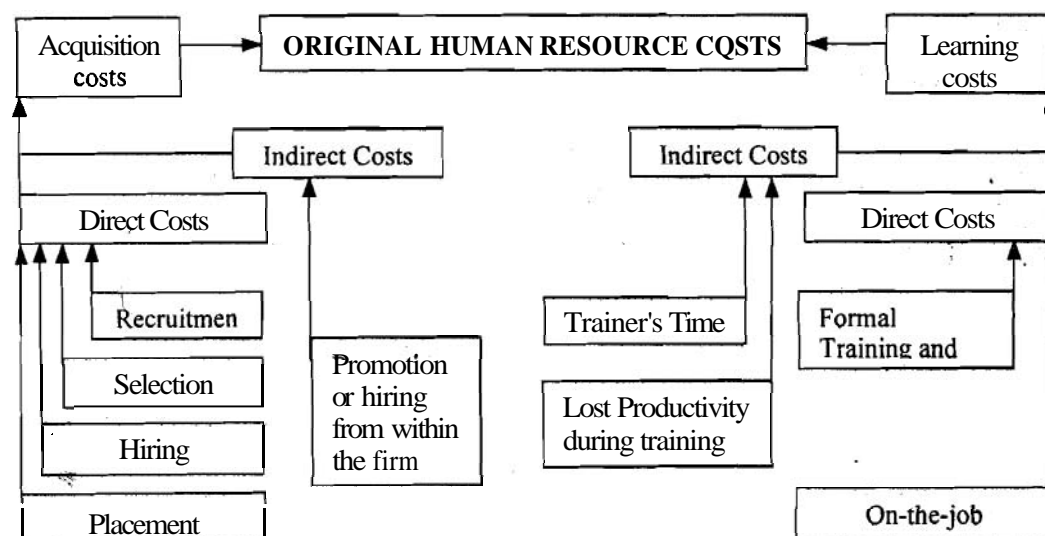 Acquisition
costs
ORIGINAL HUMAN RESOURCE CQSTS
Learning
costs
Indirect Costs
Indirect Costs
Direct Costs
Direct Costs
Recruitmen
Trainer's Time
Formal
Training and
Selection
Promotion
or hiring
from within
the firm
Lost Productivity
during training
Hiring
Placement
On-the-job